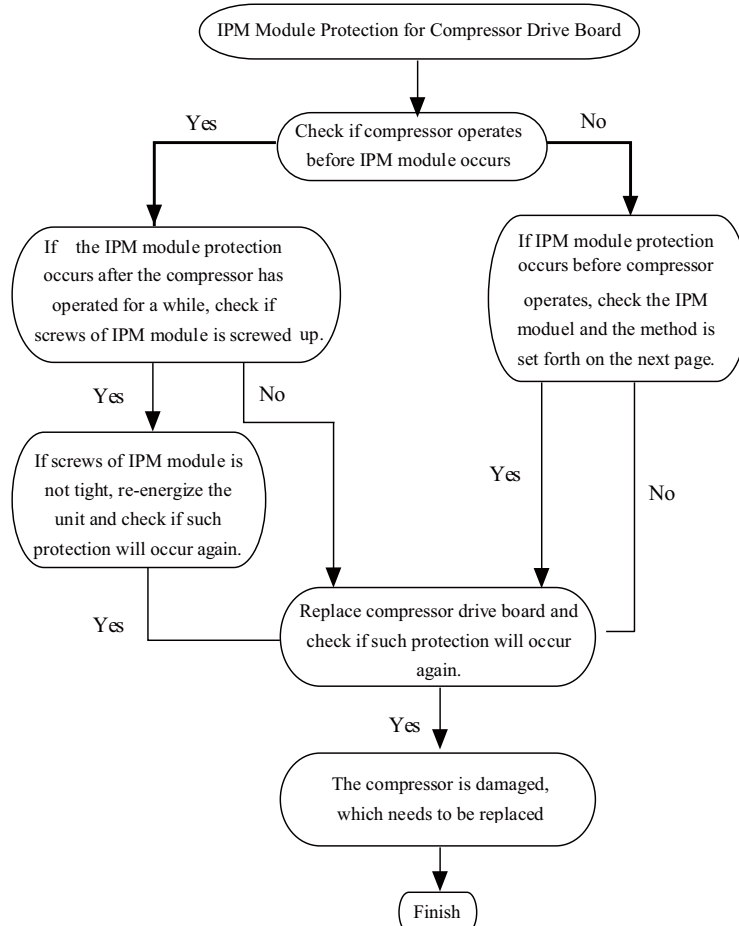 IPM Module Protection for Compressor Drive Board
Yes
No
Check if compressor operates
before IPM module occurs
If the IPM module protection
occurs after the compressor has
operated for a while, check if
screws of IPM module is screwed up.
If IPM module protection
occurs before compressor
operates, check the IPM
moduel and the method is
set forth on the next page.
Yes
No
If screws of IPM module is
not tight, re-energize the
unit and check if such
protection will occur again.
Yes
No
Yes
Replace compressor drive board and
check if such protection will occur
again.
Yes
The compressor is damaged,
which needs to be replaced
Finish